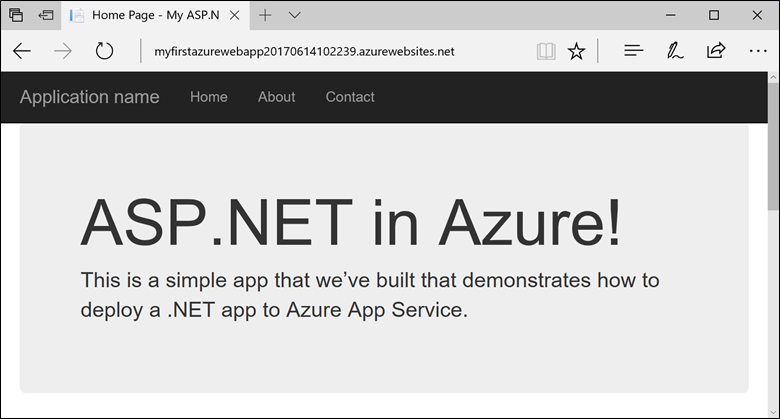 Home Page - My ASP.N
myfirstazurewebapp20170614102239.azurewebsites.net
Application name Home About Contact
ASP.NET in Azure!
This is a simple app that we’ve built that demonstrates how to
deploy a .NET app to Azure App Service.